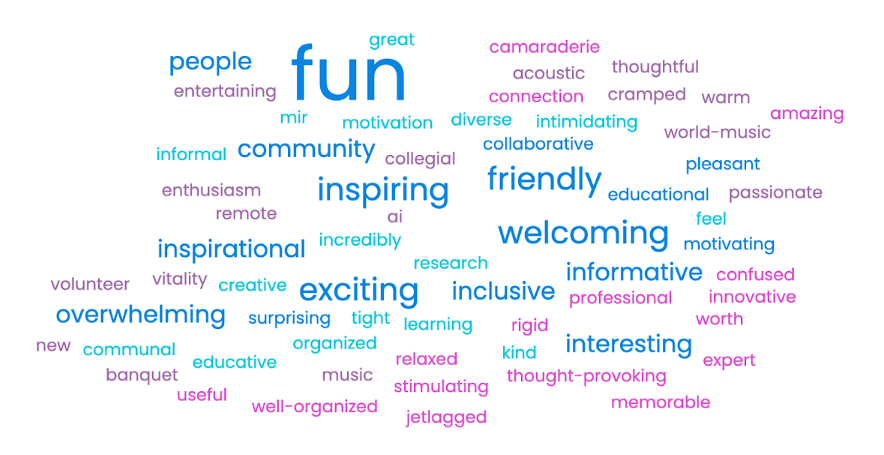 great
camaraderie
people
fun
acoustic
thoughtful
entertaining
connection
cramped
warm
mir
motivation
diverse
intimidating
amazing
world-music
informal
community
collegial
collaborative
pleasant
enthusiasm
inspiring
friendly
educational
passionate
remote
ai
feel
inspirational
incredibly
welcoming
motivating
research
volunteer
vitality
creative
exciting
inclusive
informative
confused
professional
innovative
overwhelming
surprising
tight
learning
rigid
worth
new
communal
organized
kind
interesting
educative
relaxed
expert
banquet
music
stimulating
thought-provoking
useful
well-organized
memorable
jetlagged